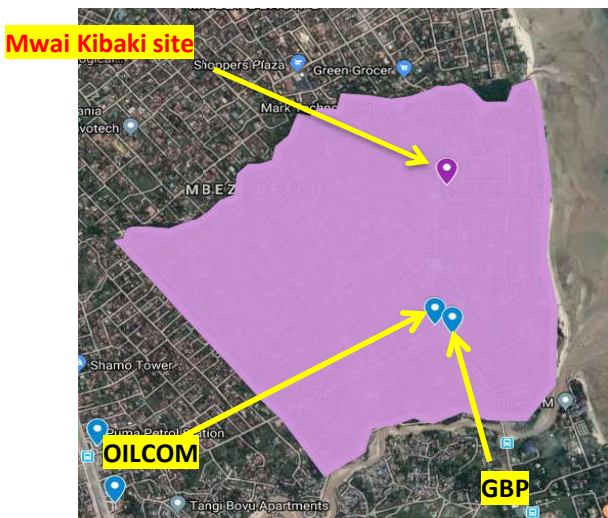 Mwai Kibaki site
Shoppers Plaza
Green Grocer
Mark Techno
MBEZI BEACH
Shamo Tower
Puma Petrol Station
OILCOM
GBP
Tangi Bovu Apartments